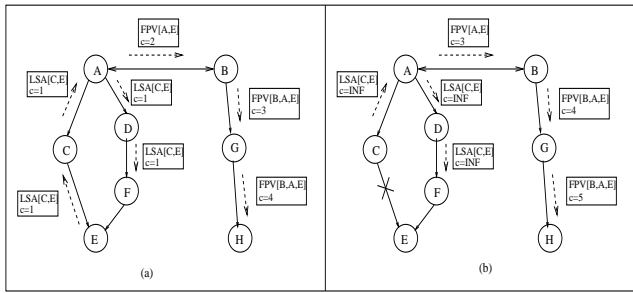 FPV[A,E]
c=2
A
B
LSA[C,E]
c=1
LSA[C,E]
c=1
FPV[B,A,E]
c=3
D
C
G
LSA[C,E]
c=1
F
LSA[C,E]
c=1
FPV[B,A,E]
c=4
E
H
(a)
FPV[A,E]
c=3
A
B
LSA[C,E]
c=INF
LSA[C,E]
c=INF
FPV[B,A,E]
c=4
D
C
G
LSA[C,E]
c=INF
F
FPV[B,A,E]
c=5
E
H
(b)